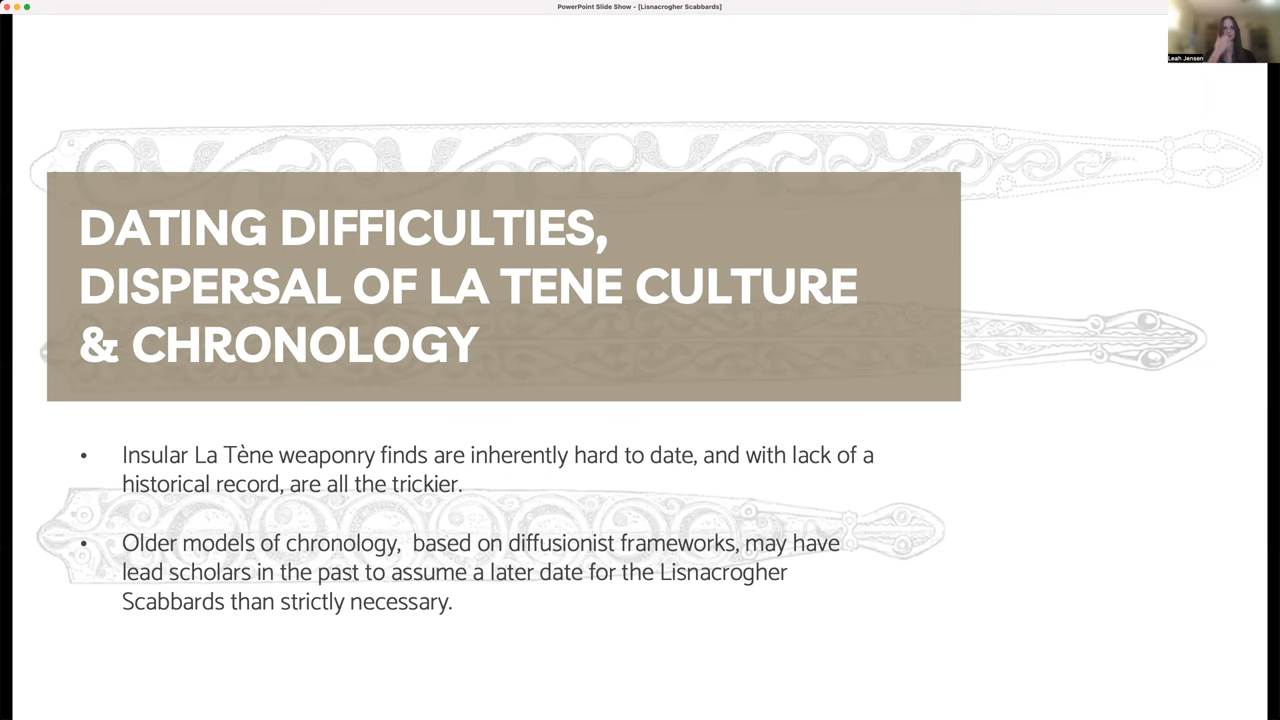 PowerPoint Slide Show - [Lisnacrogher Scabbards]
Leah Jensen
DATING DIFFICULTIES,
DISPERSAL OF LA TENE CULTURE
& CHRONOLOGY
• Insular La Tène weaponry finds are inherently hard to date, and with lack of a
historical record, are all the trickier.
• Older models of chronology,  based on diffusionist frameworks, may have
lead scholars in the past to assume a later date for the Lisnacrogher
Scabbards than strictly necessary.